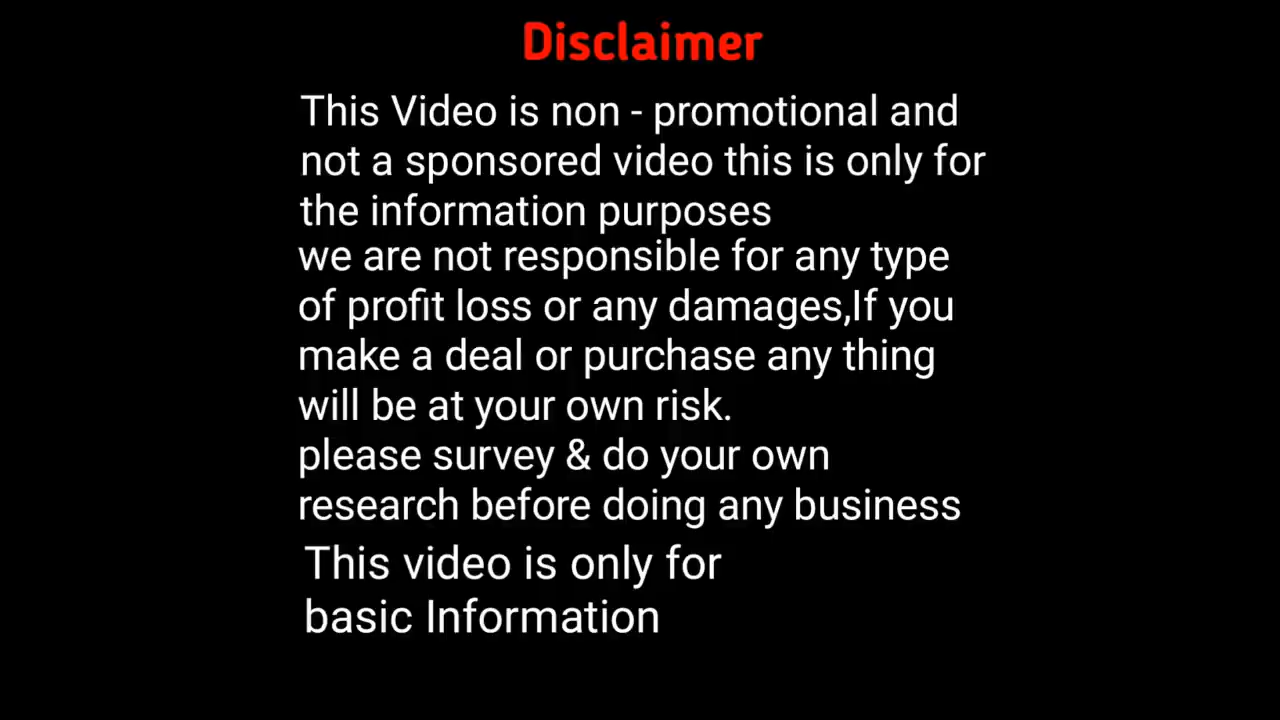 Disclaimer
This Video is non - promotional and
not a sponsored video this is only for
the information purposes
we are not responsible for any type
of profit loss or any damages,If you
make a deal or purchase any thing
will be at your own risk.
please survey & do your own
research before doing any business
This video is only for
basic Information